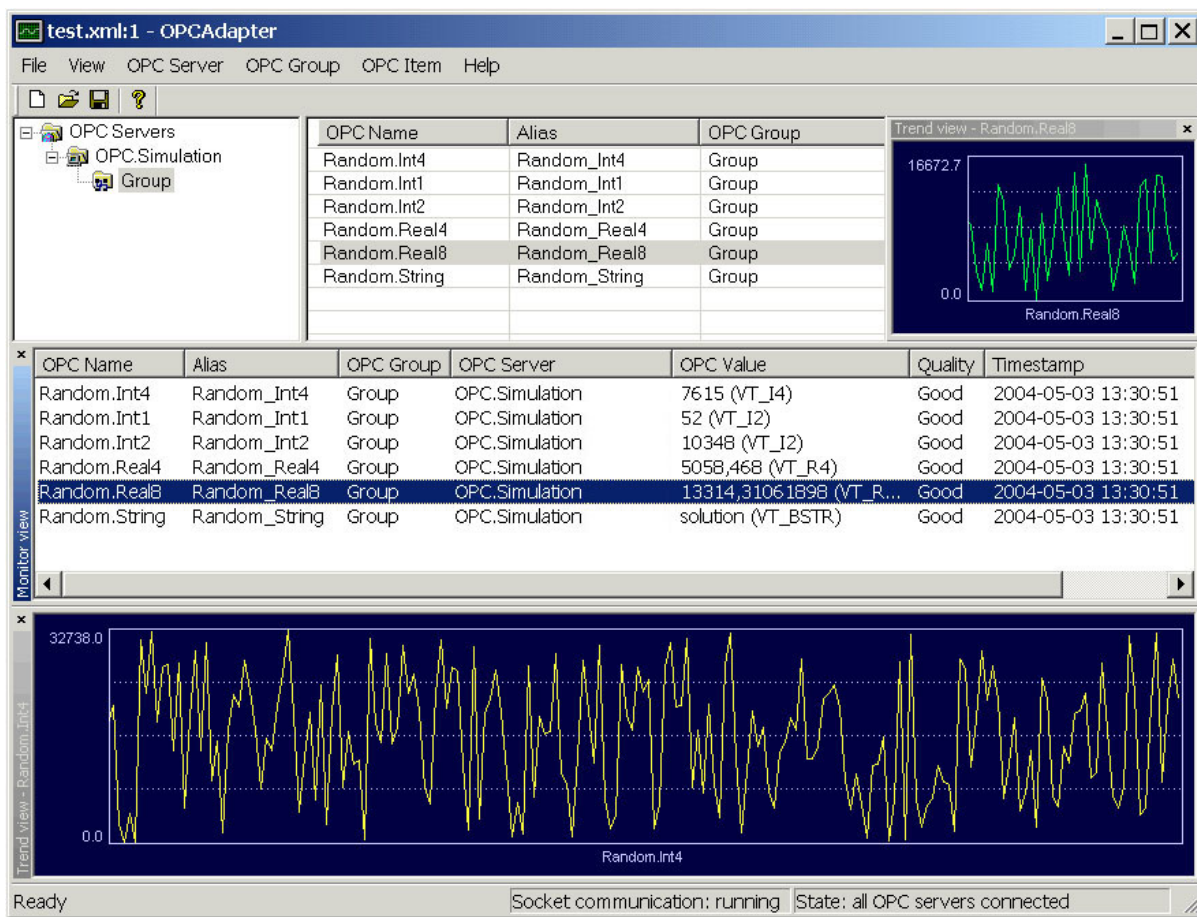 test.xml:1 - OPCAdapter
File View OPC Server OPC Group OPC Item Help
OPC Servers
OPC.Simulation
Group
OPC Name Alias OPC Group
Random.Int4 Random_Int4 Group
Random.Int1 Random_Int1 Group
Random.Int2 Random_Int2 Group
Random.Real4 Random_Real4 Group
Random.Real8 Random_Real8 Group
Random.String Random_String Group
Trend view - Random.Real8
16672.7
0.0
Random.Real8
Monitor view
OPC Name Alias OPC Group OPC Server OPC Value Quality Timestamp
Random.Int4 Random_Int4 Group OPC.Simulation 7615 (VT_I4) Good 2004-05-03 13:30:51
Random.Int1 Random_Int1 Group OPC.Simulation 52 (VT_I2) Good 2004-05-03 13:30:51
Random.Int2 Random_Int2 Group OPC.Simulation 10348 (VT_I2) Good 2004-05-03 13:30:51
Random.Real4 Random_Real4 Group OPC.Simulation 5058,468 (VT_R4) Good 2004-05-03 13:30:51
Random.Real8 Random_Real8 Group OPC.Simulation 13314,31061898 (VT_R... Good 2004-05-03 13:30:51
Random.String Random_String Group OPC.Simulation solution (VT_BSTR) Good 2004-05-03 13:30:51
Trend view - Random.Int4
32738.0
0.0
Random.Int4
Ready Socket communication: running State: all OPC servers connected